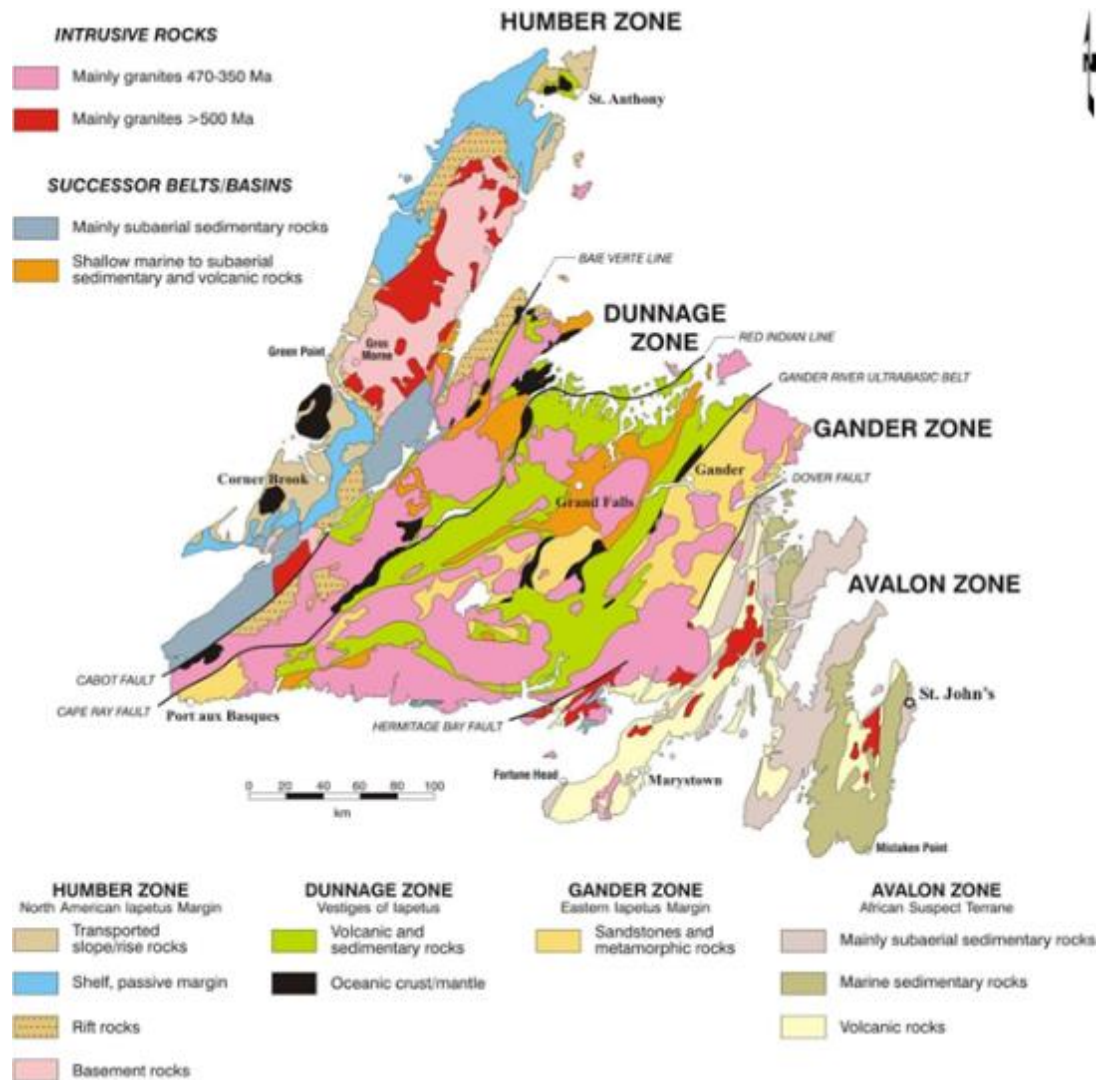 HUMBER ZONE
INTRUSIVE ROCKS
Mainly granites 470-350 Ma
Mainly granites >500 Ma
N
St. Anthony
SUCCESSOR BELTS/BASINS
Mainly subaerial sedimentary rocks
Shallow marine to subaerial
sedimentary and volcanic rocks
BAIE VERTE LINE
DUNNAGE
ZONE
RED INDIAN LINE
Green Point
Gros
Morne
GANDER RIVER ULTRABASIC BELT
GANDER ZONE
Corner Brook
Gander
DOVER FAULT
Grand Falls
AVALON ZONE
CABOT FAULT
CAPE RAY FAULT
Port aux Basques
HERMITAGE BAY FAULT
St. John's
Fortune Head
Marystown
0 20 40 60 80 100
km
Mistaken Point
HUMBER ZONE
North American Iapetus Margin
Transported
slope/rise rocks
Shelf, passive margin
Rift rocks
Basement rocks
DUNNAGE ZONE
Vestiges of Iapetus
Volcanic and
sedimentary rocks
Oceanic crust/mantle
GANDER ZONE
Eastern Iapetus Margin
Sandstones and
metamorphic rocks
AVALON ZONE
African Suspect Terrane
Mainly subaerial sedimentary rocks
Marine sedimentary rocks
Volcanic rocks